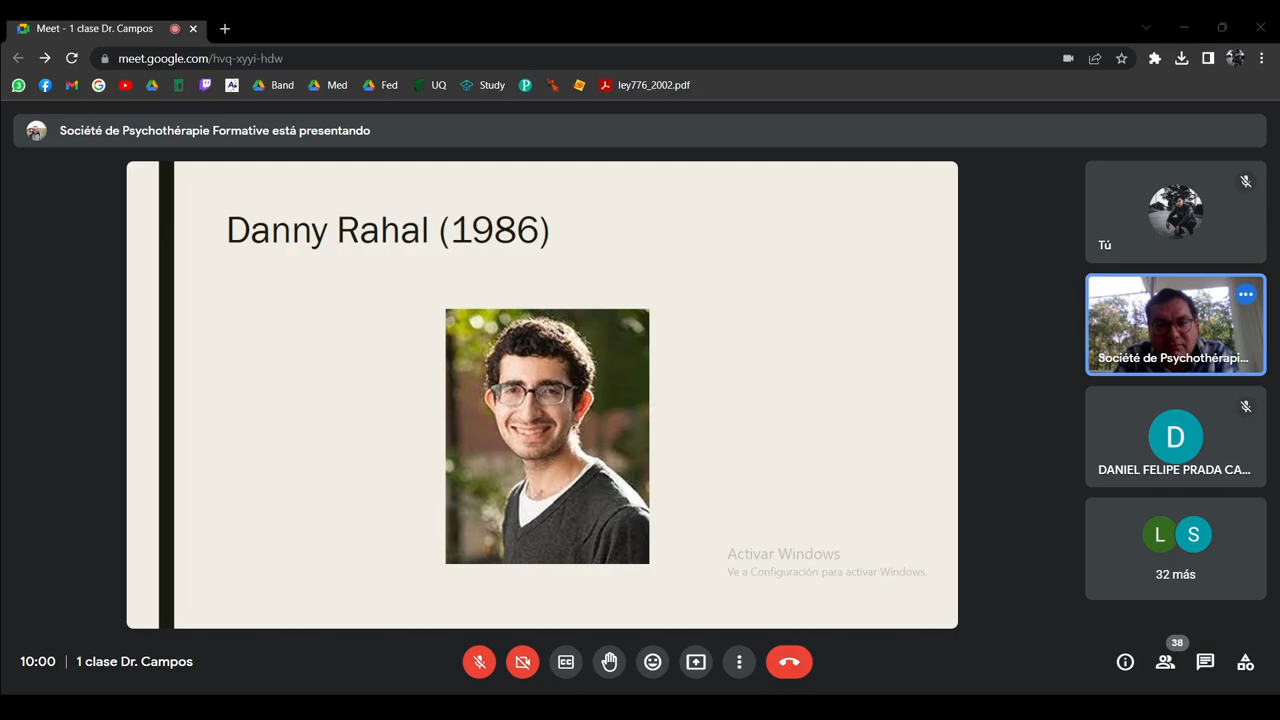 Meet - 1 clase Dr. Campos
meet.google.com/hvq-xyyi-hdw
3
Band
Med
Fed
UQ
Study
ley776_2002.pdf
Société de Psychothérapie Formative está presentando
Danny Rahal (1986)
Activar Windows
Ve a Configuración para activar Windows.
Tú
Société de Psychothérapi...
D
DANIEL FELIPE PRADA CA...
L
S
32 más
10:00 | 1 clase Dr. Campos
38